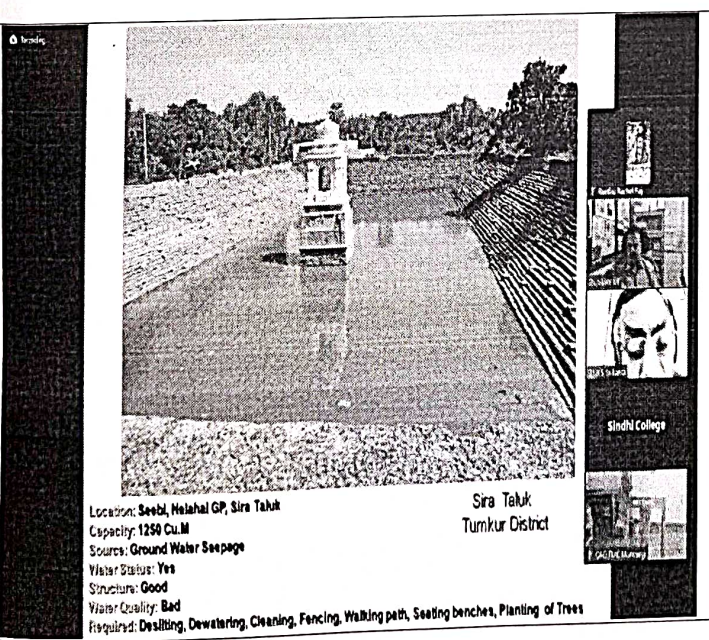 Location: Seebi, Halahal GP, Sira Taluk
Capacity: 1250 Cu.M
Source: Ground Water Seepage
Water Status: Yes
Structure: Good
Water Quality: Bad
Required: Desilting, Dewatering, Cleaning, Fencing, Walking path, Seating benches, Planting of Trees
Sira Taluk
Tumkur District
Sindhi College